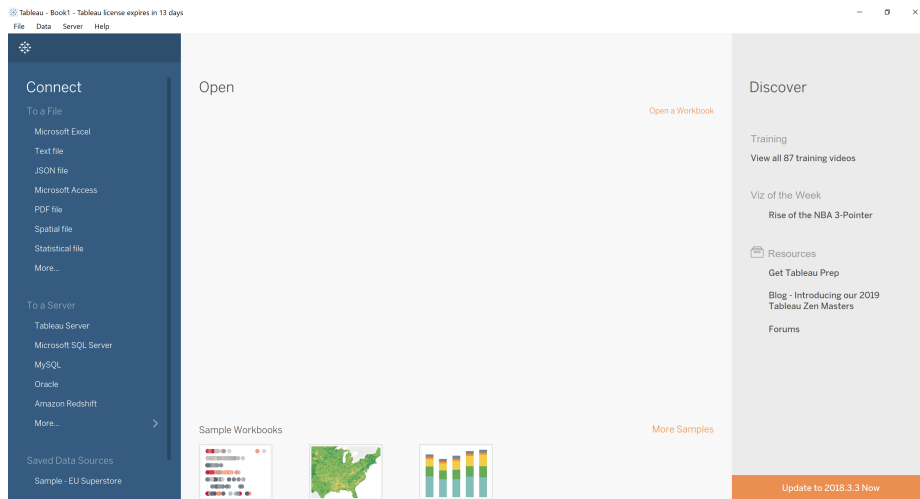 Tableau - Book1 - Tableau license expires in 13 days
File Data Server Help
Connect
To a File
Microsoft Excel
Text file
JSON file
Microsoft Access
PDF file
Spatial file
Statistical file
More...
To a Server
Tableau Server
Microsoft SQL Server
MySQL
Oracle
Amazon Redshift
More...
Saved Data Sources
Sample - EU Superstore
Open
Open a Workbook
Sample Workbooks
More Samples
Discover
Training
View all 87 training videos
Viz of the Week
Rise of the NBA 3-Pointer
Resources
Get Tableau Prep
Blog - Introducing our 2019
Tableau Zen Masters
Forums
Update to 2018.3.3 Now